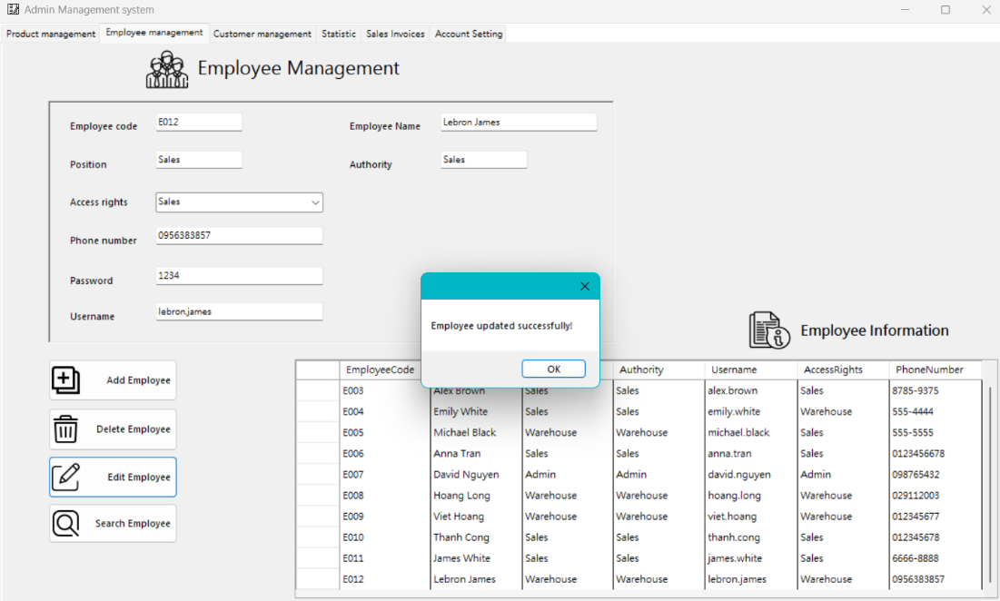 Admin Management system
Product management Employee management Customer management Statistic Sales Invoices Account Setting
Employee Management
Employee code E012 Employee Name Lebron James
Position Sales Authority Sales
Access rights Sales
Phone number 0956383857
Password 1234
Username lebron.james
Employee updated successfully!
OK
Employee Information
Add Employee
Delete Employee
Edit Employee
Search Employee
EmployeeCode Authority Username AccessRights PhoneNumber
E003 Alex Brown Sales Sales alex.brown Sales 8785-9375
E004 Emily White Sales Sales emily.white Warehouse 555-4444
E005 Michael Black Warehouse Warehouse michael.black Sales 555-5555
E006 Anna Tran Sales Sales anna.tran Sales 0123456678
E007 David Nguyen Admin Admin david.nguyen Admin 098765432
E008 Hoang Long Warehouse Warehouse hoang.long Warehouse 029112003
E009 Viet Hoang Warehouse Warehouse viet.hoang Warehouse 012345677
E010 Thanh Cong Sales Sales thanh.cong Sales 012345678
E011 James White Sales Sales james.white Sales 6666-8888
E012 Lebron James Warehouse Warehouse lebron.james Warehouse 0956383857